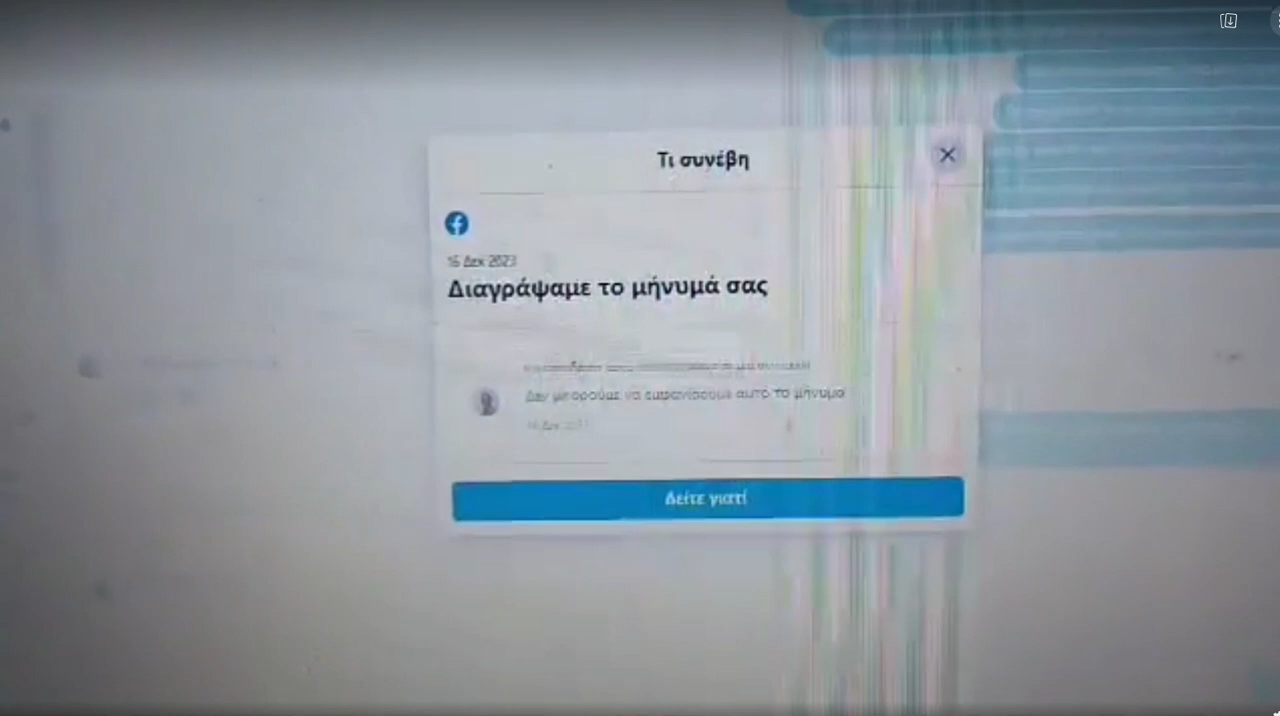 Τι συνέβη
16 Δεκ 2023
Διαγράψαμε το μήνυμά σας
Δεν μπορούμε να εμφανίσουμε αυτό το μήνυμα
Δείτε γιατί